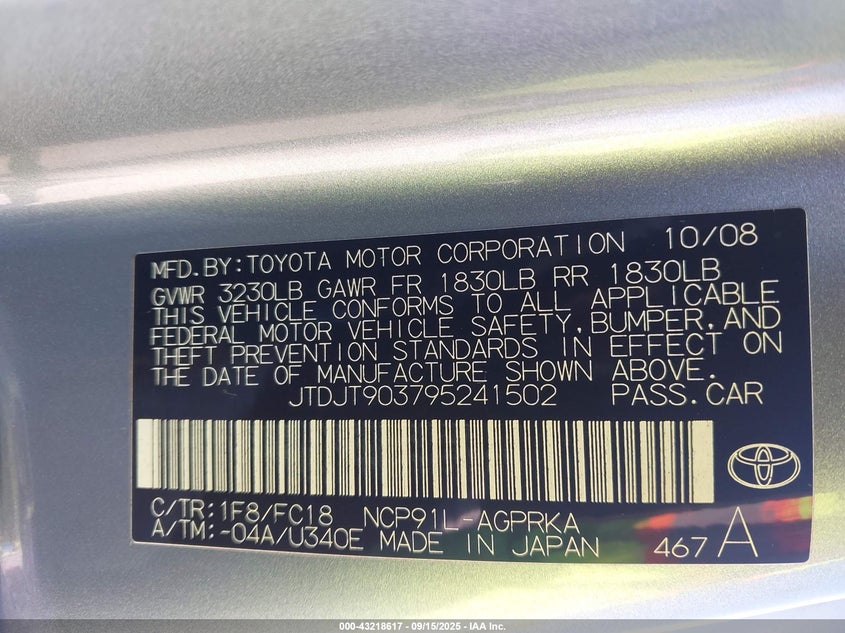 MFD.BY:TOYOTA MOTOR CORPORATION 10/08
GVWR 3230LB GAWR FR 1830LB RR 1830LB
THIS VEHICLE CONFORMS TO ALL APPLICABLE
FEDERAL MOTOR VEHICLE SAFETY,BUMPER,AND
THEFT PREVENTION STANDARDS IN EFFECT ON
THE DATE OF MANUFACTURE SHOWN ABOVE.
JTDJT903795241502 PASS.CAR
C/TR:1F8/FC18 NCP91L-AGPRKA
A/TM:-04A/U340E MADE IN JAPAN 467 A
000-43218617 - 09/15/2025 - IAA Inc.